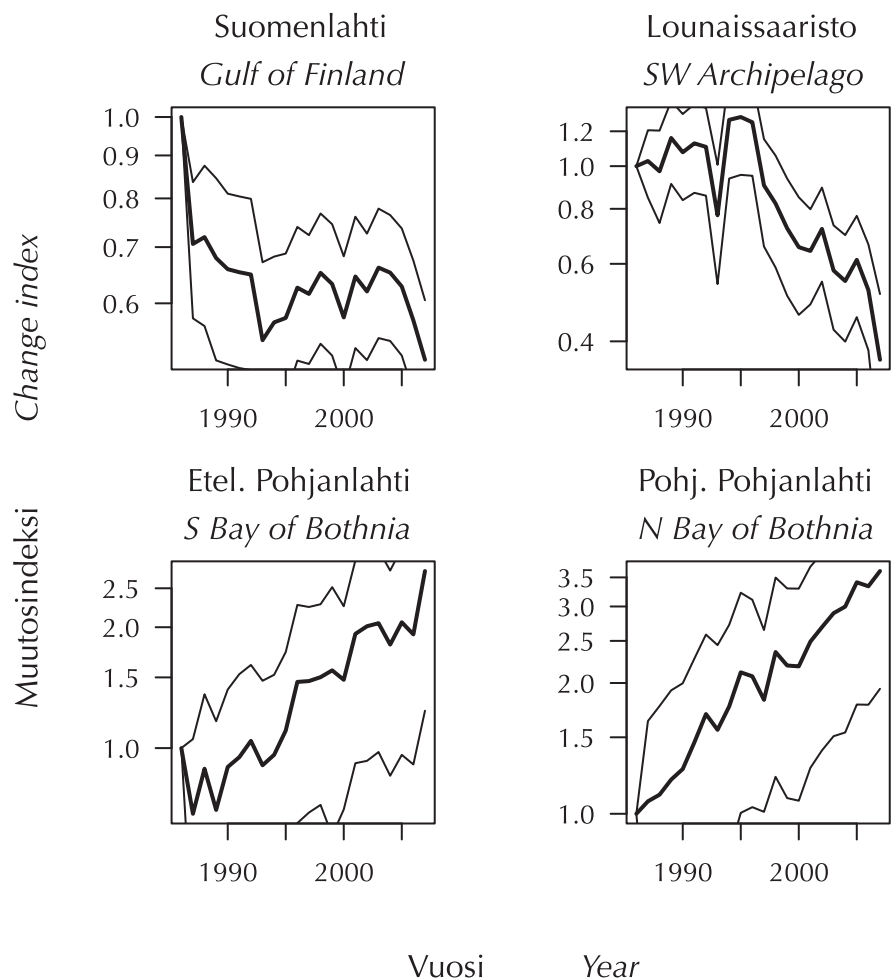 Suomenlahti
Gulf of Finland
1.0
0.9
0.8
0.7
0.6
1990 2000
Lounaissaaristo
SW Archipelago
1.2
1.0
0.8
0.6
0.4
1990 2000
Change index
Etel. Pohjanlahti
S Bay of Bothnia
2.5
2.0
1.5
1.0
1990 2000
Pohj. Pohjanlahti
N Bay of Bothnia
3.5
3.0
2.5
2.0
1.5
1.0
1990 2000
Muutosindeksi
Vuosi Year